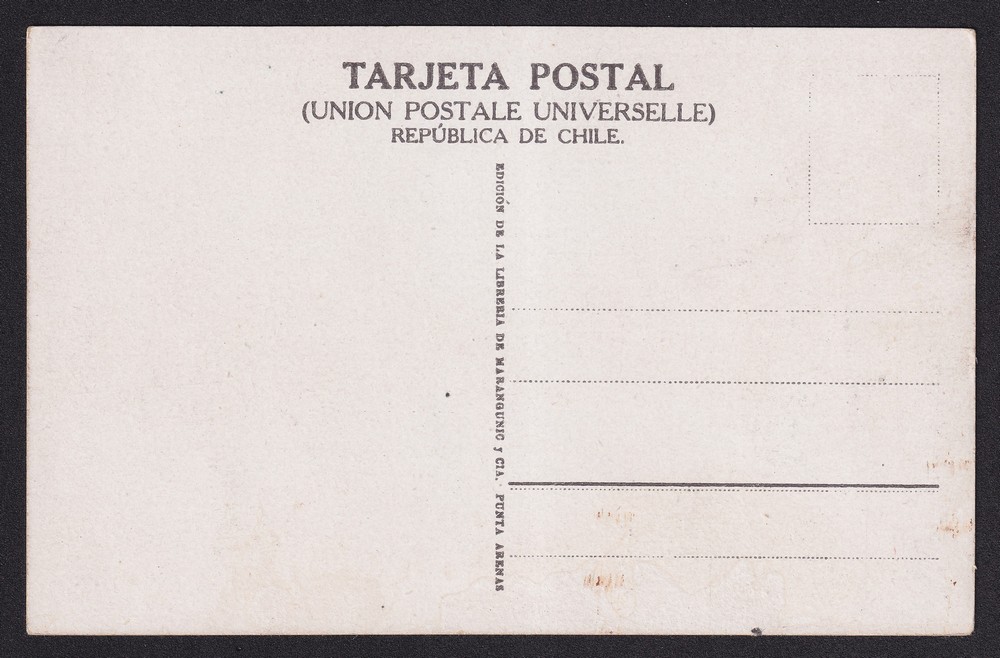 TARJETA POSTAL
(UNION POSTALE UNIVERSELLE)
REPÚBLICA DE CHILE.
EDICIÓN DE LA LIBRERIA DE MARANGUNIC y CIA. PUNTA ARENAS